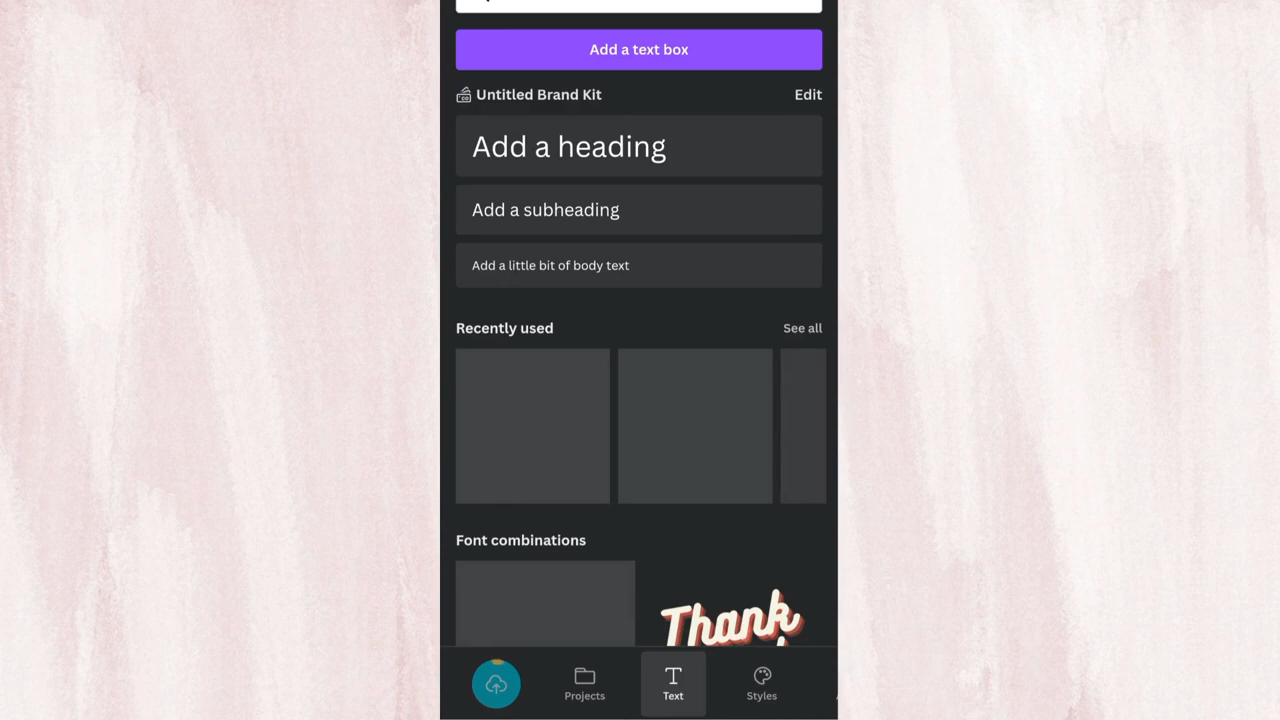 Add a text box
Untitled Brand Kit Edit
Add a heading
Add a subheading
Add a little bit of body text
Recently used See all
Font combinations
Thank
Projects Text Styles